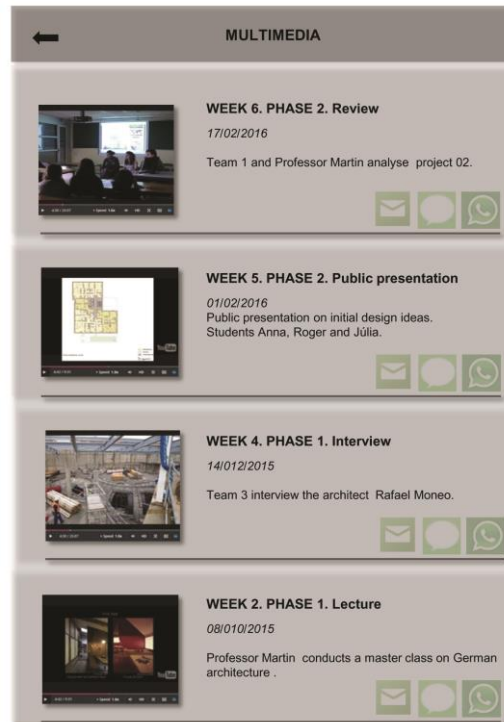 MULTIMEDIA
WEEK 6. PHASE 2. Review
17/02/2016
Team 1 and Professor Martin analyse project 02.
WEEK 5. PHASE 2. Public presentation
01/02/2016
Public presentation on initial design ideas.
Students Anna, Roger and Júlia.
YouTube
WEEK 4. PHASE 1. Interview
14/012/2015
Team 3 interview the architect Rafael Moneo.
WEEK 2. PHASE 1. Lecture
08/010/2015
Professor Martin conducts a master class on German
architecture .
YouTube